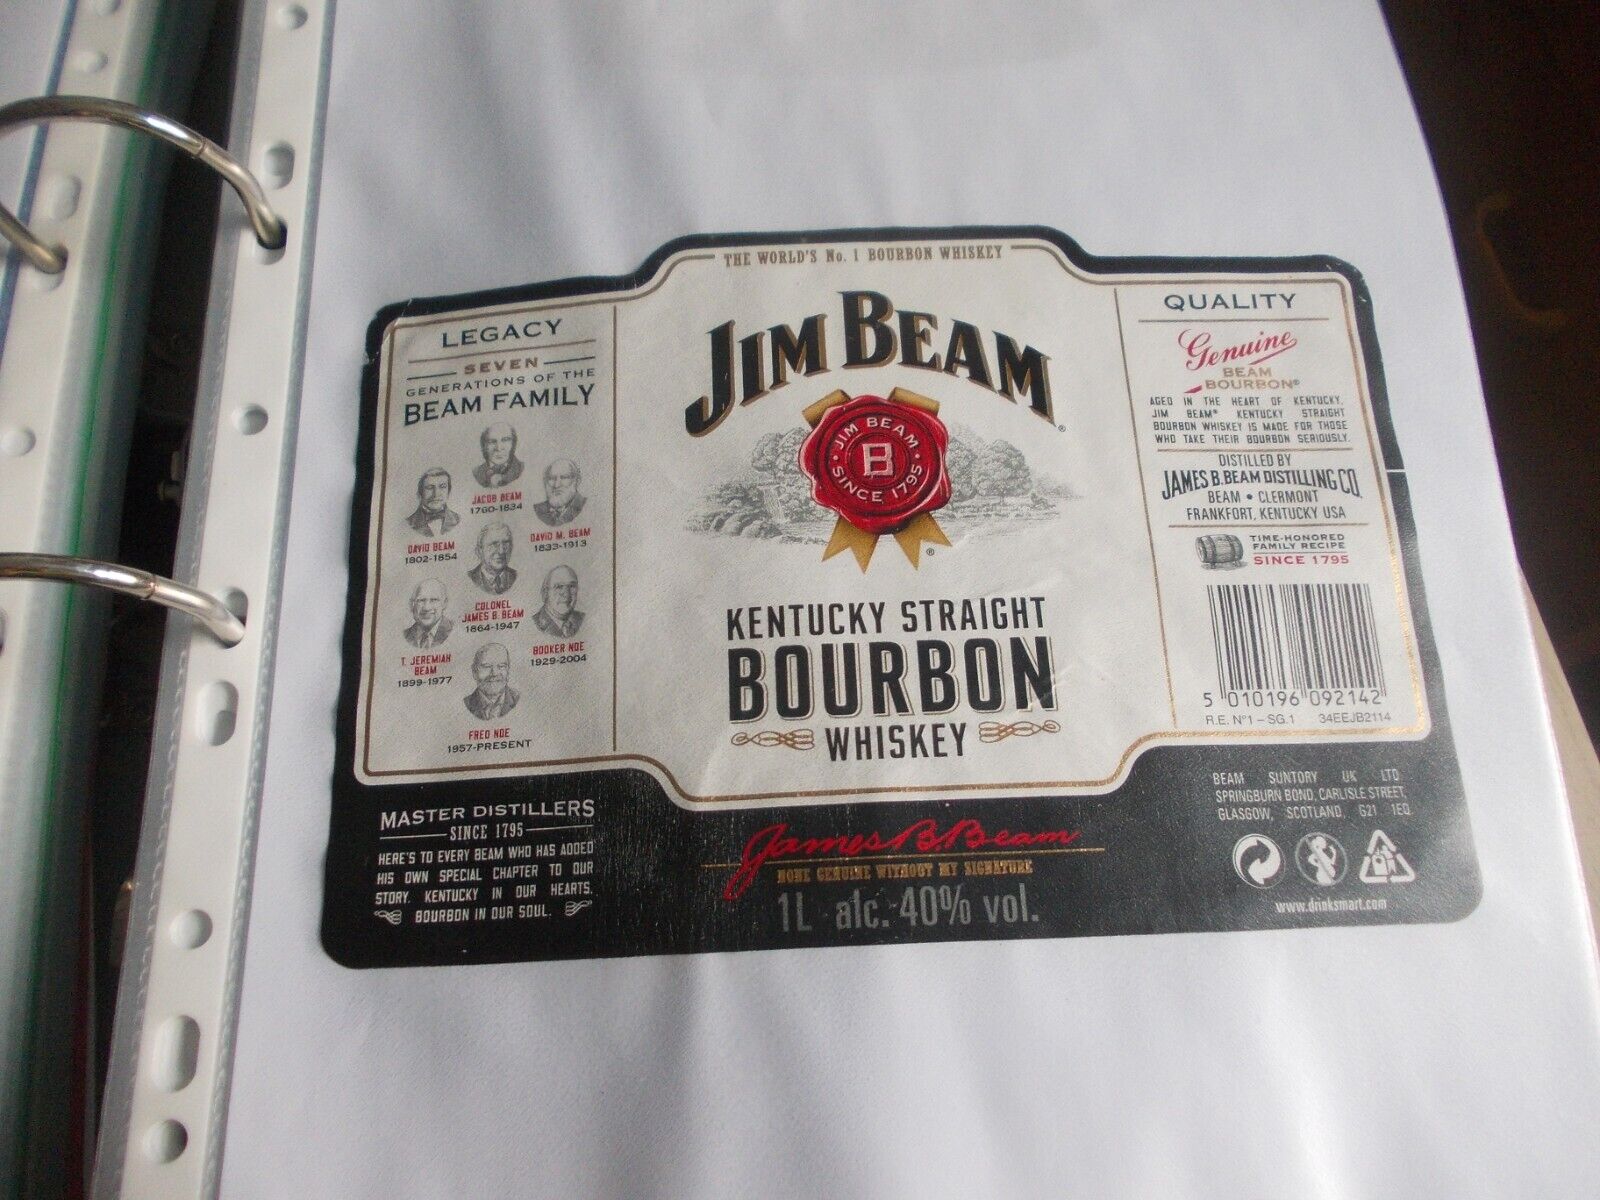 THE WORLD'S No. 1 BOURBON WHISKEY
LEGACY
SEVEN
GENERATIONS OF THE
BEAM FAMILY
JACOB BEAM
1760-1834
DAVID BEAM
1802-1854
DAVID M. BEAM
1833-1913
COLONEL
JAMES B. BEAM
1864-1947
T. JEREMIAH
BEAM
1899-1977
BOOKER NOE
1929-2004
FRED NOE
1957-PRESENT
MASTER DISTILLERS
SINCE 1795
HERE'S TO EVERY BEAM WHO HAS ADDED
HIS OWN SPECIAL CHAPTER TO OUR
STORY. KENTUCKY IN OUR HEARTS.
BOURBON IN OUR SOUL.
JIM BEAM®
JIM BEAM
B
SINCE 1795
®
KENTUCKY STRAIGHT
BOURBON
WHISKEY
James B. Beam
NONE GENUINE WITHOUT MY SIGNATURE
1L alc. 40% vol.
QUALITY
Genuine
BEAM
BOURBON®
AGED IN THE HEART OF KENTUCKY.
JIM BEAM® KENTUCKY STRAIGHT
BOURBON WHISKEY IS MADE FOR THOSE
WHO TAKE THEIR BOURBON SERIOUSLY.
DISTILLED BY
JAMES B. BEAM DISTILLING CO.
BEAM • CLERMONT
FRANKFORT, KENTUCKY USA
TIME-HONORED
FAMILY RECIPE
SINCE 1795
5 010196 092142
R.E. N°1 – SG.1 34EEJB2114
BEAM SUNTORY UK LTD
SPRINGBURN BOND, CARLISLE STREET,
GLASGOW, SCOTLAND, G21 1EQ
www.drinksmart.com